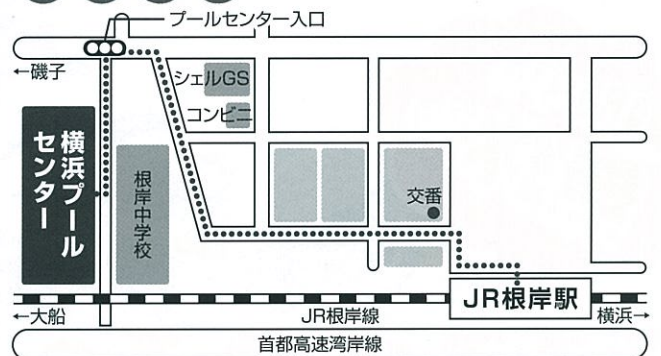 プールセンター入口
←磯子
シェルGS
コンビニ
横浜プール
センター
根岸中学校
交番
JR根岸駅
←大船
JR根岸線
横浜→
首都高速湾岸線